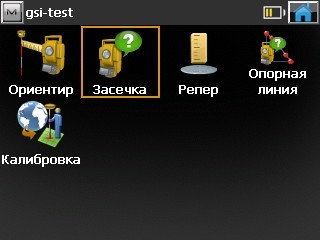 M gsi-test
Ориентир
Засечка
Репер
Опорная
линия
Калибровка